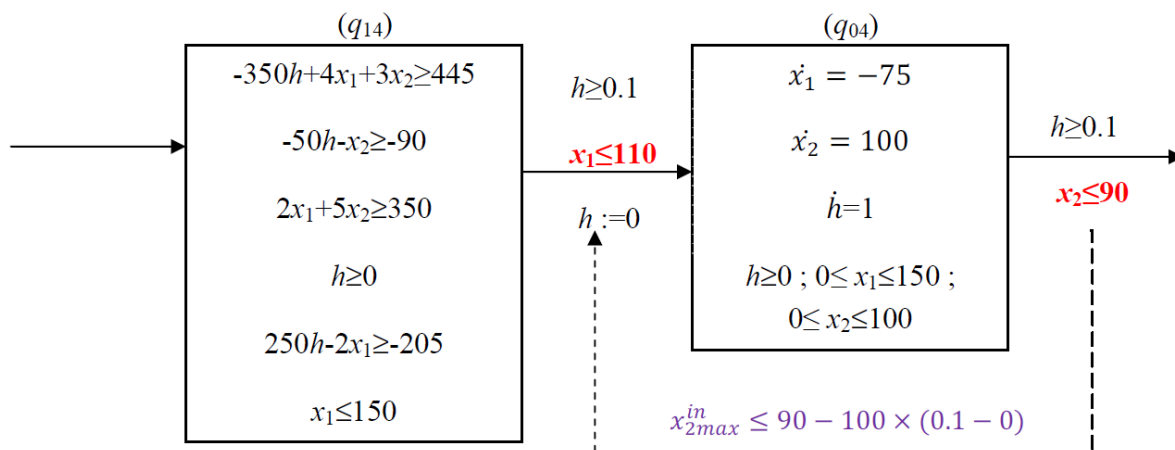 (q14)
-350h+4x1+3x2≥445
-50h-x2≥-90
2x1+5x2≥350
h≥0
250h-2x1≥-205
x1≤150
h≥0.1
x1≤110
h :=0
(q04)
ẋ1 = −75
ẋ2 = 100
ḣ=1
h≥0 ; 0≤ x1≤150 ;
0≤ x2≤100
h≥0.1
x2≤90
x2max^in ≤ 90 − 100 × (0.1 − 0)